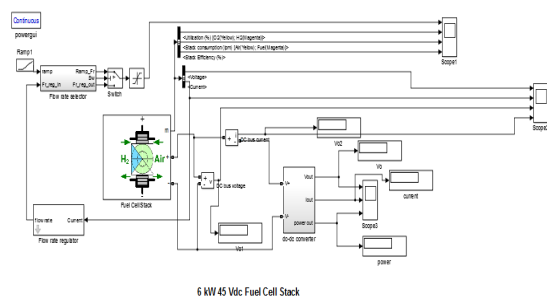 Continuous
powergui
Ramp1
ramp
Fr_reg_in
Ramp_Fr
Sw
Fr_reg_out
Flow rate selector
Switch
<Utilization (%) [O2(Yellow); H2(Magenta)]>
<Stack consumption (lpm) [Air(Yellow); Fuel(Magenta)]>
<Stack Efficiency (%)>
<Voltage>
<Current>
Scope1
Scope2
m
H2 Air
+
-
Fuel Cell Stack
DC bus current
DC bus voltage
Vo2
Vo
Vo1
V+
V-
Vout
Iout
power out
dc-dc converter
Scope3
current
power
flow rate
Current
Flow rate regulator
6 kW 45 Vdc Fuel Cell Stack